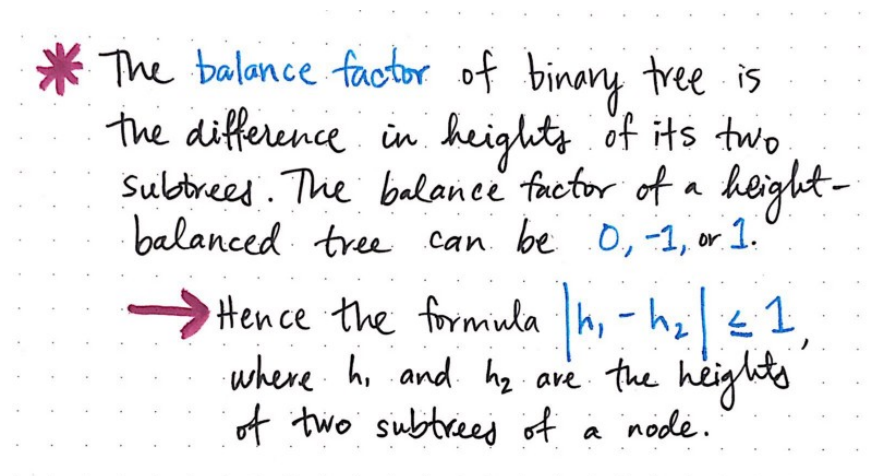 * The balance factor of binary tree is
the difference in heights of its two
subtrees. The balance factor of a height-
balanced tree can be 0, -1, or 1.
→ Hence the formula |h₁ - h₂| ≤ 1,
where h₁ and h₂ are the heights
of two subtrees of a node.